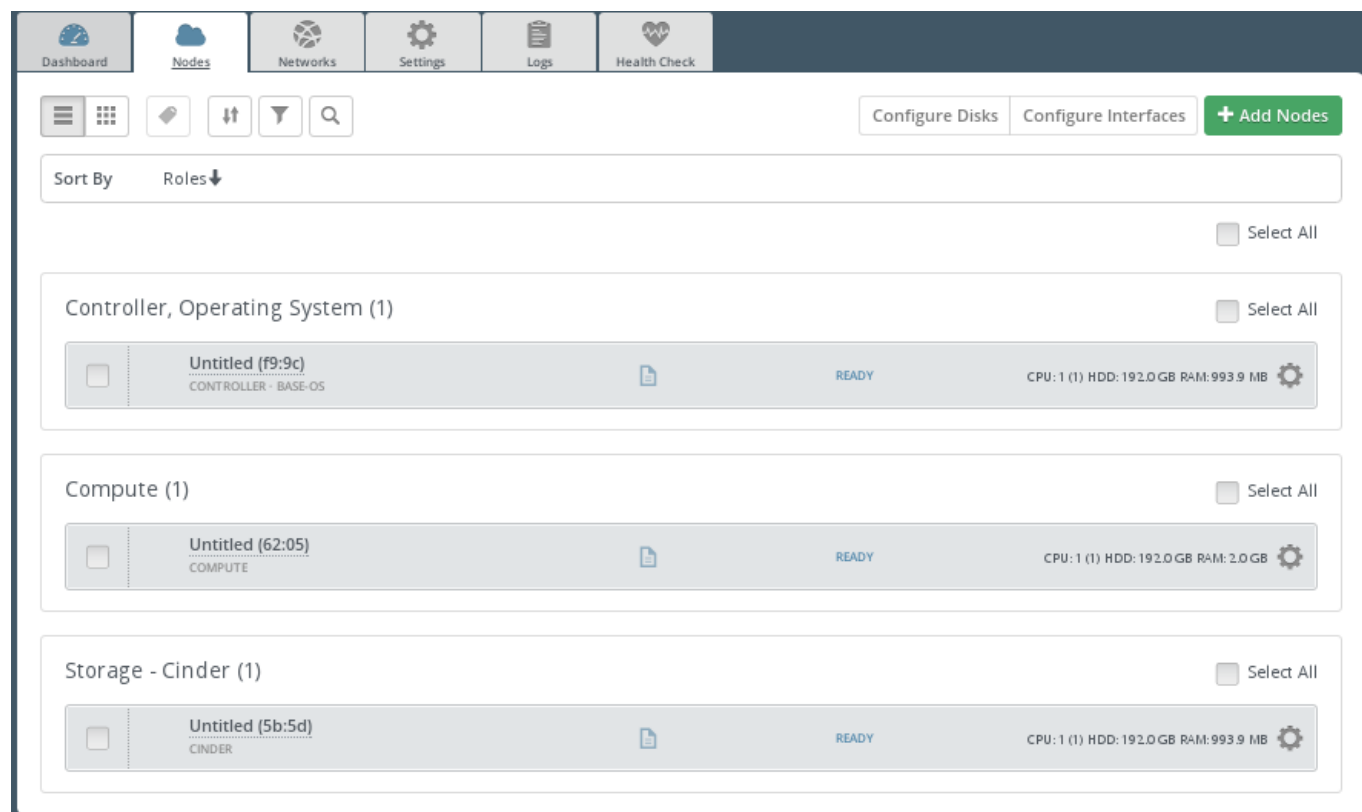 Dashboard Nodes Networks Settings Logs Health Check
Configure Disks Configure Interfaces Add Nodes
Sort By Roles
Select All
Controller, Operating System (1) Select All
Untitled (f9:9c)
CONTROLLER · BASE-OS
READY
CPU: 1 (1) HDD: 192.0 GB RAM: 993.9 MB
Compute (1) Select All
Untitled (62:05)
COMPUTE
READY
CPU: 1 (1) HDD: 192.0 GB RAM: 2.0 GB
Storage - Cinder (1) Select All
Untitled (5b:5d)
CINDER
READY
CPU: 1 (1) HDD: 192.0 GB RAM: 993.9 MB